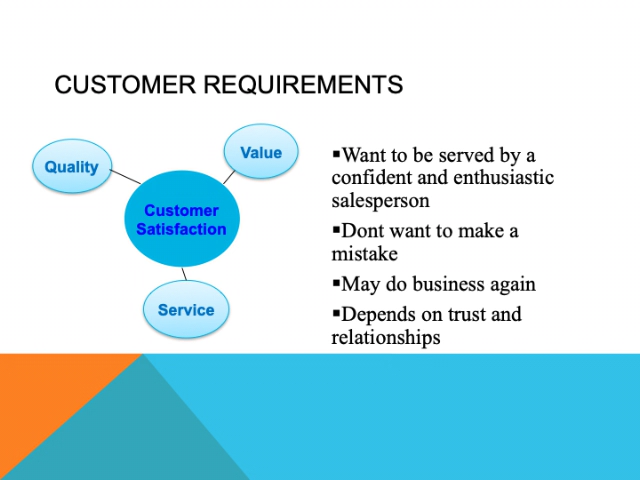 CUSTOMER REQUIREMENTS
Quality
Value
Customer
Satisfaction
Service
▪Want to be served by a
confident and enthusiastic
salesperson
▪Dont want to make a
mistake
▪May do business again
▪Depends on trust and
relationships